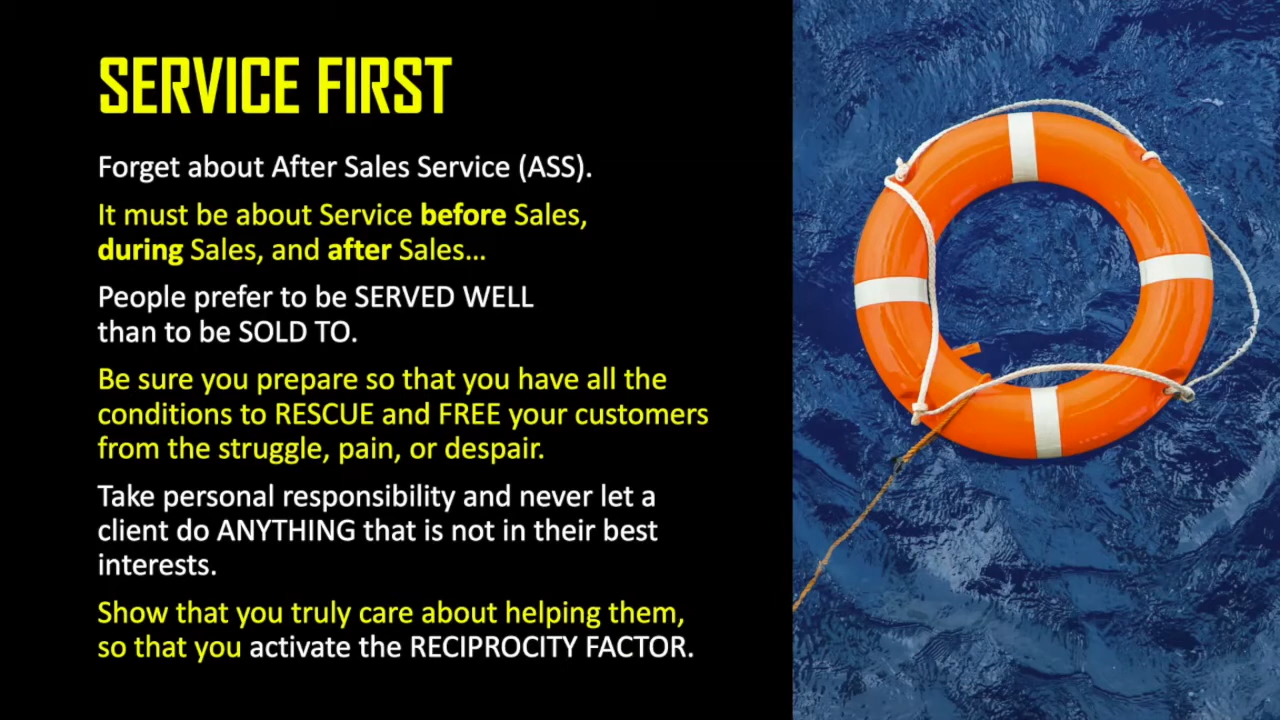 SERVICE FIRST
Forget about After Sales Service (ASS).
It must be about Service before Sales,
during Sales, and after Sales...
People prefer to be SERVED WELL
than to be SOLD TO.
Be sure you prepare so that you have all the
conditions to RESCUE and FREE your customers
from the struggle, pain, or despair.
Take personal responsibility and never let a
client do ANYTHING that is not in their best
interests.
Show that you truly care about helping them,
so that you activate the RECIPROCITY FACTOR.